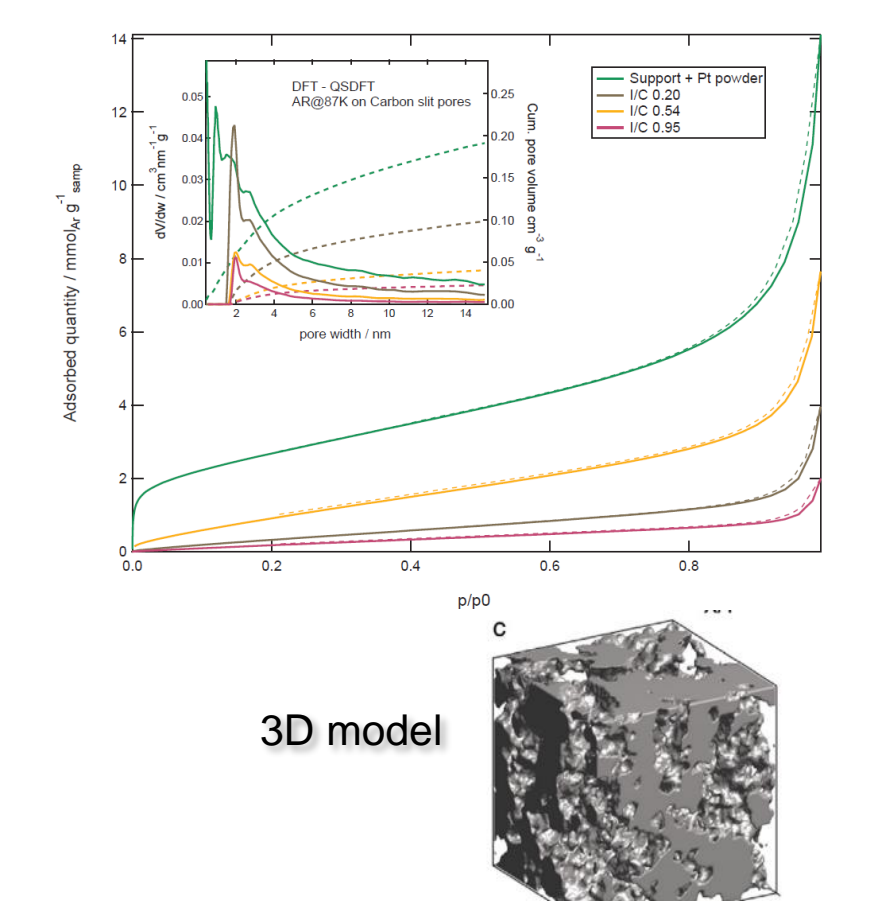 14
12
10
8
6
4
2
0
Adsorbed quantity / mmol_Ar g^-1_samp
0.0
0.2
0.4
0.6
0.8
p/p0
Support + Pt powder
I/C 0.20
I/C 0.54
I/C 0.95
DFT - QSDFT
AR@87K on Carbon slit pores
0.05
0.04
0.03
0.02
0.01
0.00
dV/dw / cm^3 nm^-1 g^-1
0.25
0.20
0.15
0.10
0.05
0.00
Cum. pore volume cm^-3 g^-1
2
4
6
8
10
12
14
pore width / nm
C
3D model